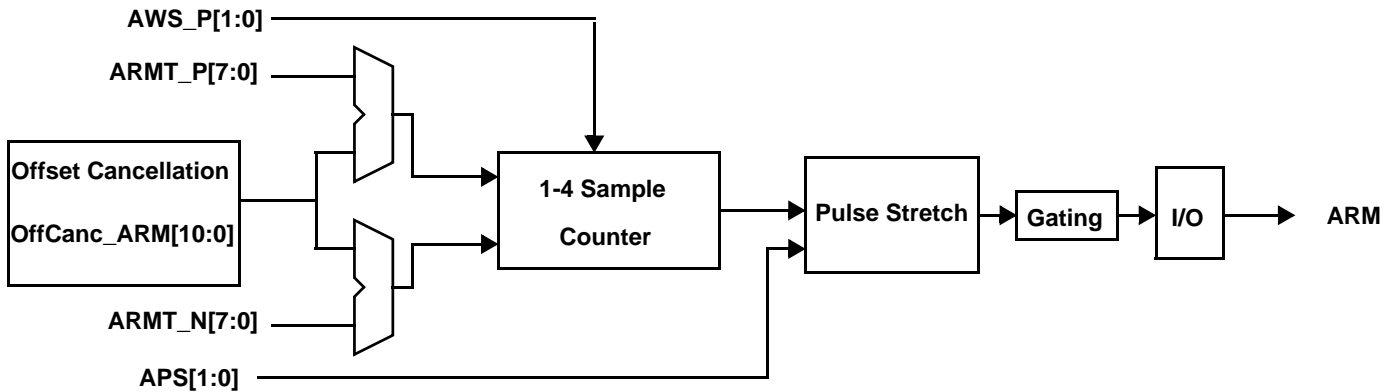 AWS_P[1:0]
ARMT_P[7:0]
Offset Cancellation
OffCanc_ARM[10:0]
1-4 Sample
Counter
Pulse Stretch
Gating
I/O
ARM
ARMT_N[7:0]
APS[1:0]